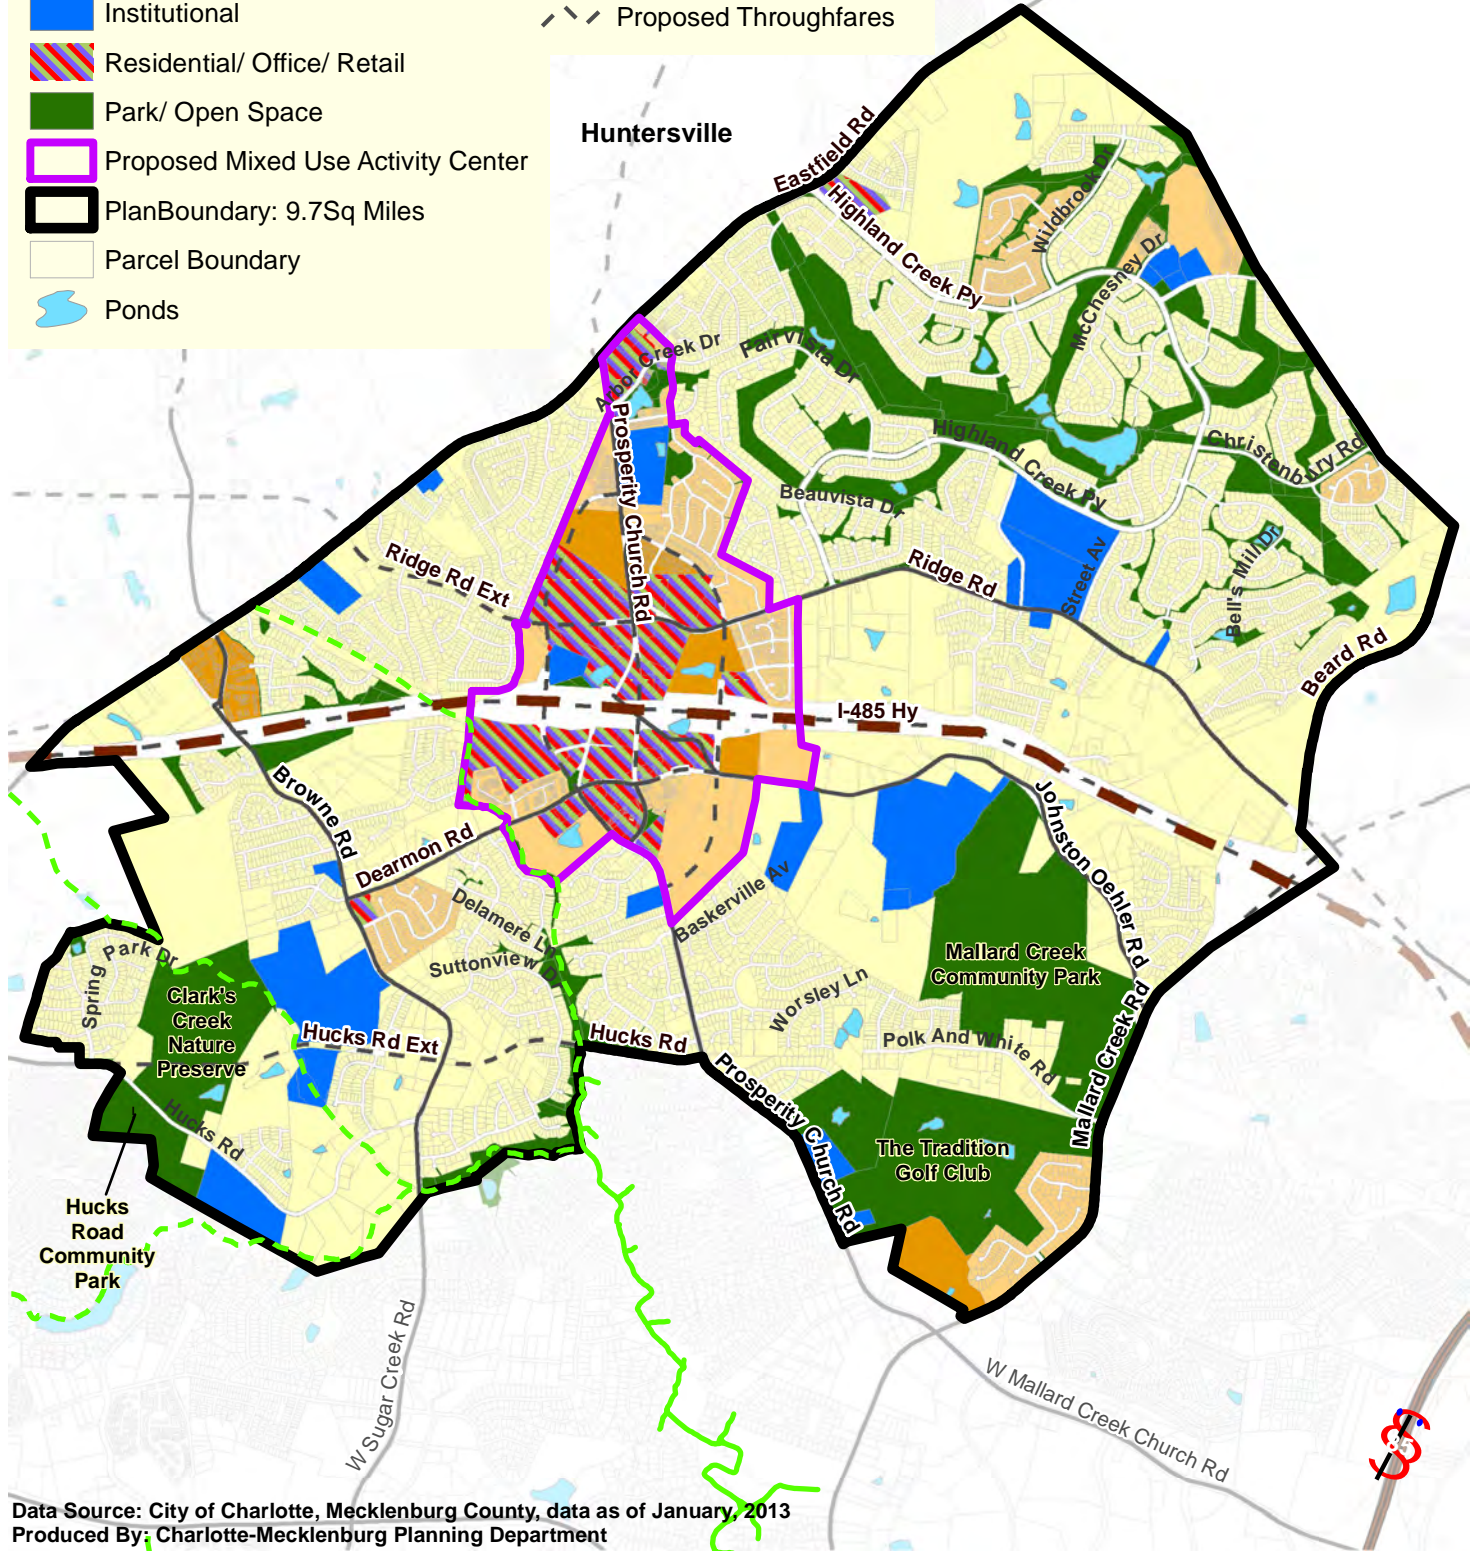 Institutional
Proposed Throughfares
Residential/ Office/ Retail
Park/ Open Space
Proposed Mixed Use Activity Center
PlanBoundary: 9.7Sq Miles
Parcel Boundary
Ponds
Huntersville
Eastfield Rd
Highland Creek Py
Wildbrook Dr
McChesney Dr
Arbor Creek Dr
Fairvista Dr
Prosperity Church Rd
Highland Creek Py
Christenbury Rd
Beauvista Dr
Ridge Rd Ext
Ridge Rd
Street Av
Bell's Mill Dr
Beard Rd
I-485 Hy
Browne Rd
Dearmon Rd
Johnston Oehler Rd
Delamere Ln
Baskerville Av
Suttonview Dr
Mallard Creek
Community Park
Spring Park Dr
Clark's
Creek
Nature
Preserve
Worsley Ln
Hucks Rd Ext
Hucks Rd
Polk And White Rd
Mallard Creek Rd
Prosperity Church Rd
Hucks Rd
The Tradition
Golf Club
Hucks
Road
Community
Park
W Sugar Creek Rd
W Mallard Creek Church Rd
85
Data Source: City of Charlotte, Mecklenburg County, data as of January, 2013
Produced By: Charlotte-Mecklenburg Planning Department